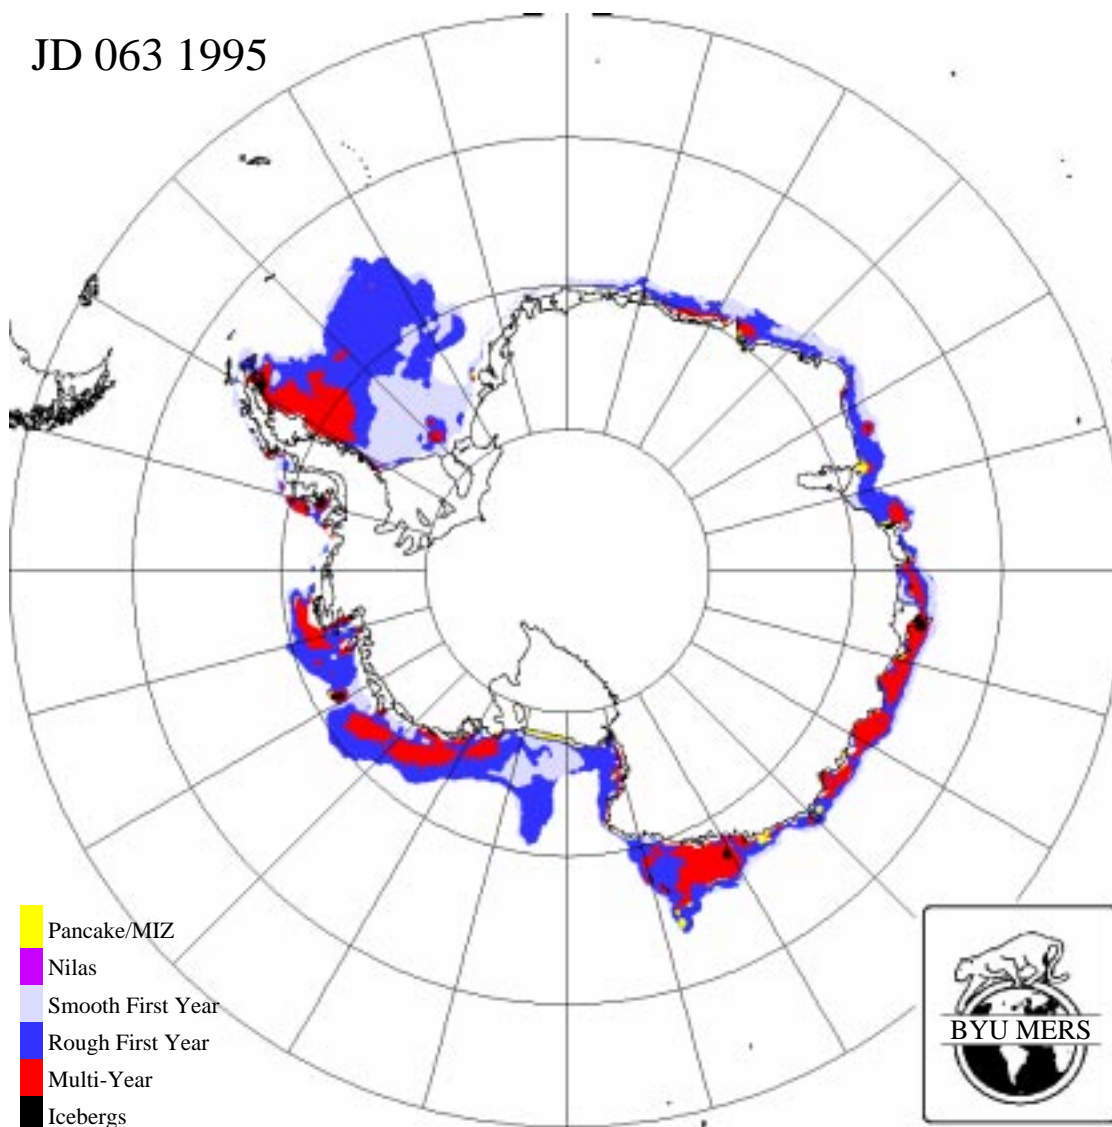 JD 063 1995
Pancake/MIZ
Nilas
Smooth First Year
Rough First Year
Multi-Year
Icebergs
BYU MERS